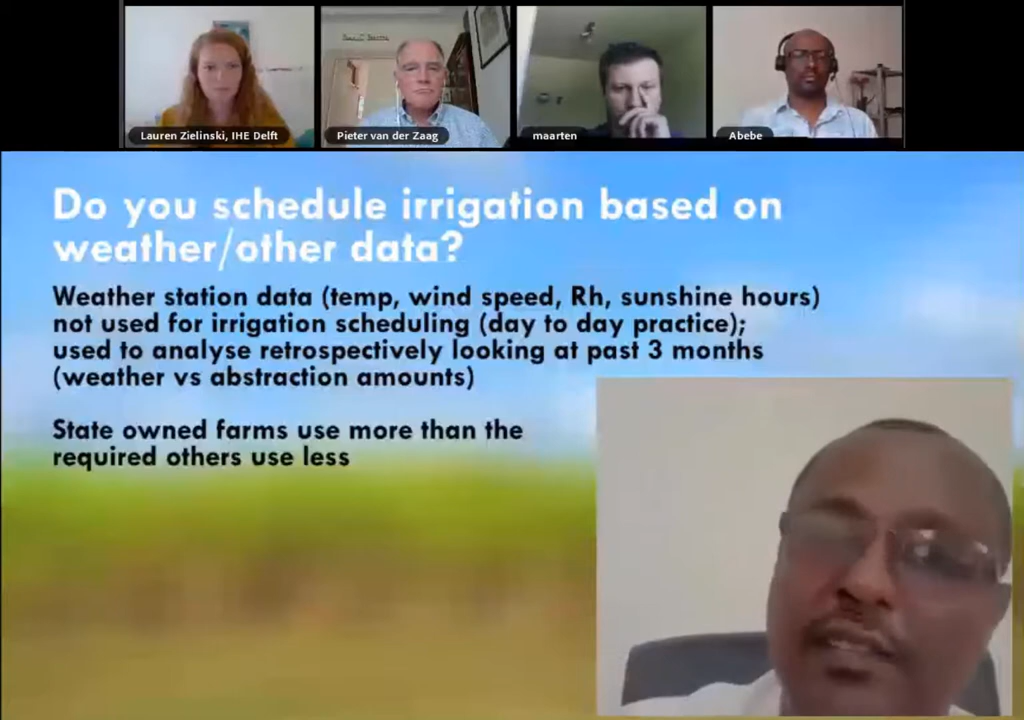 Lauren Zielinski, IHE Delft
Pieter van der Zaag
maarten
Abebe
Do you schedule irrigation based on
weather/other data?
Weather station data (temp, wind speed, Rh, sunshine hours)
not used for irrigation scheduling (day to day practice);
used to analyse retrospectively looking at past 3 months
(weather vs abstraction amounts)
State owned farms use more than the
required others use less